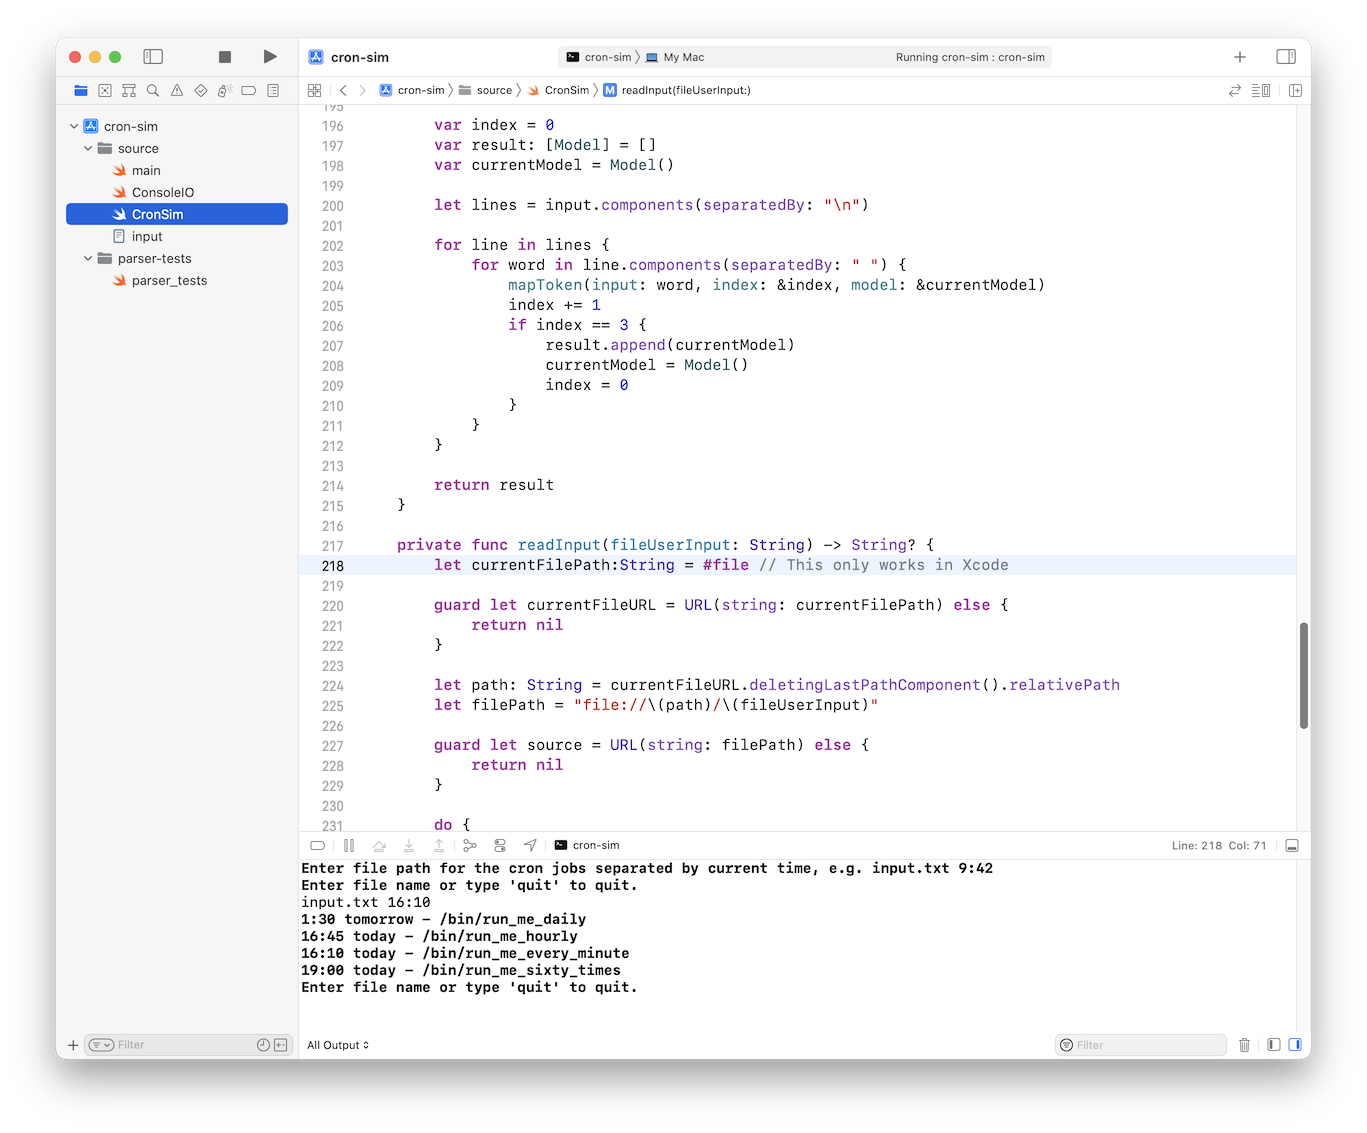 cron-sim
cron-sim 〉 My Mac
Running cron-sim : cron-sim
cron-sim 〉 source 〉 CronSim 〉 M readInput(fileUserInput:)
cron-sim
source
main
ConsoleIO
CronSim
input
parser-tests
parser_tests
Filter
195
196 var index = 0
197 var result: [Model] = []
198 var currentModel = Model()
199
200 let lines = input.components(separatedBy: "\n")
201
202 for line in lines {
203 for word in line.components(separatedBy: " ") {
204 mapToken(input: word, index: &index, model: &currentModel)
205 index += 1
206 if index == 3 {
207 result.append(currentModel)
208 currentModel = Model()
209 index = 0
210 }
211 }
212 }
213
214 return result
215 }
216
217 private func readInput(fileUserInput: String) -> String? {
218 let currentFilePath:String = #file // This only works in Xcode
219
220 guard let currentFileURL = URL(string: currentFilePath) else {
221 return nil
222 }
223
224 let path: String = currentFileURL.deletingLastPathComponent().relativePath
225 let filePath = "file://\(path)/\(fileUserInput)"
226
227 guard let source = URL(string: filePath) else {
228 return nil
229 }
230
231 do {
cron-sim
Line: 218 Col: 71
Enter file path for the cron jobs separated by current time, e.g. input.txt 9:42
Enter file name or type 'quit' to quit.
input.txt 16:10
1:30 tomorrow - /bin/run_me_daily
16:45 today - /bin/run_me_hourly
16:10 today - /bin/run_me_every_minute
19:00 today - /bin/run_me_sixty_times
Enter file name or type 'quit' to quit.
All Output
Filter